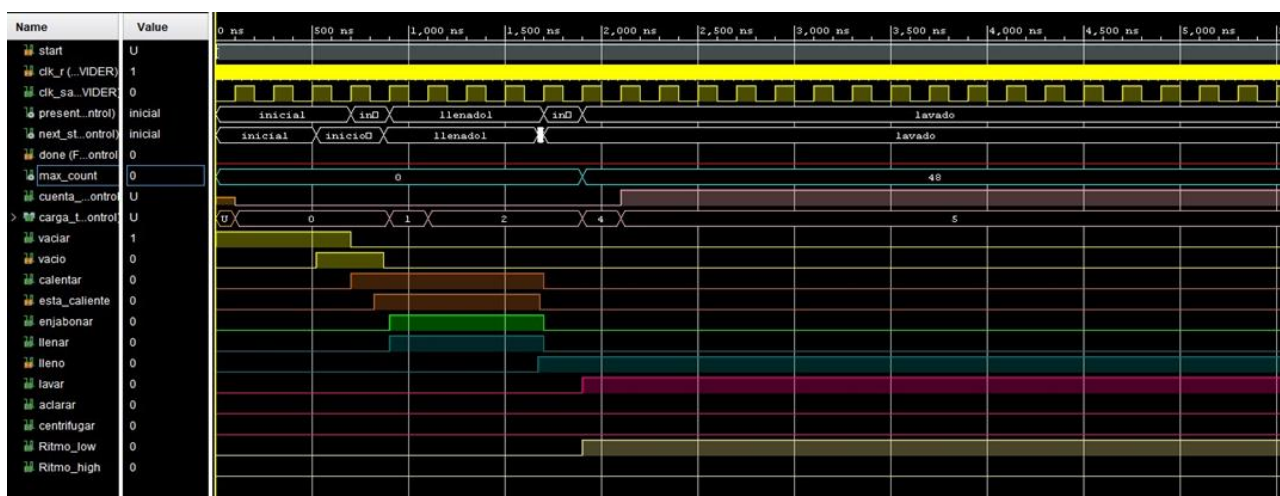 Name Value 0 ns 500 ns 1,000 ns 1,500 ns 2,000 ns 2,500 ns 3,000 ns 3,500 ns 4,000 ns 4,500 ns 5,000 ns
start U
clk_r (...VIDER) 1
clk_sa...VIDER) 0
present...ntrol) inicial inicial in llenado1 in lavado
next_st...ontrol) inicial inicial inicio llenado1 lavado
done (F...ontrol 0
max_count 0 0 48
cuenta_...ontrol U
carga_t...ontrol) U U 0 1 2 4 5
vaciar 1
vacio 0
calentar 0
esta_caliente 0
enjabonar 0
llenar 0
lleno 0
lavar 0
aclarar 0
centrifugar 0
Ritmo_low 0
Ritmo_high 0